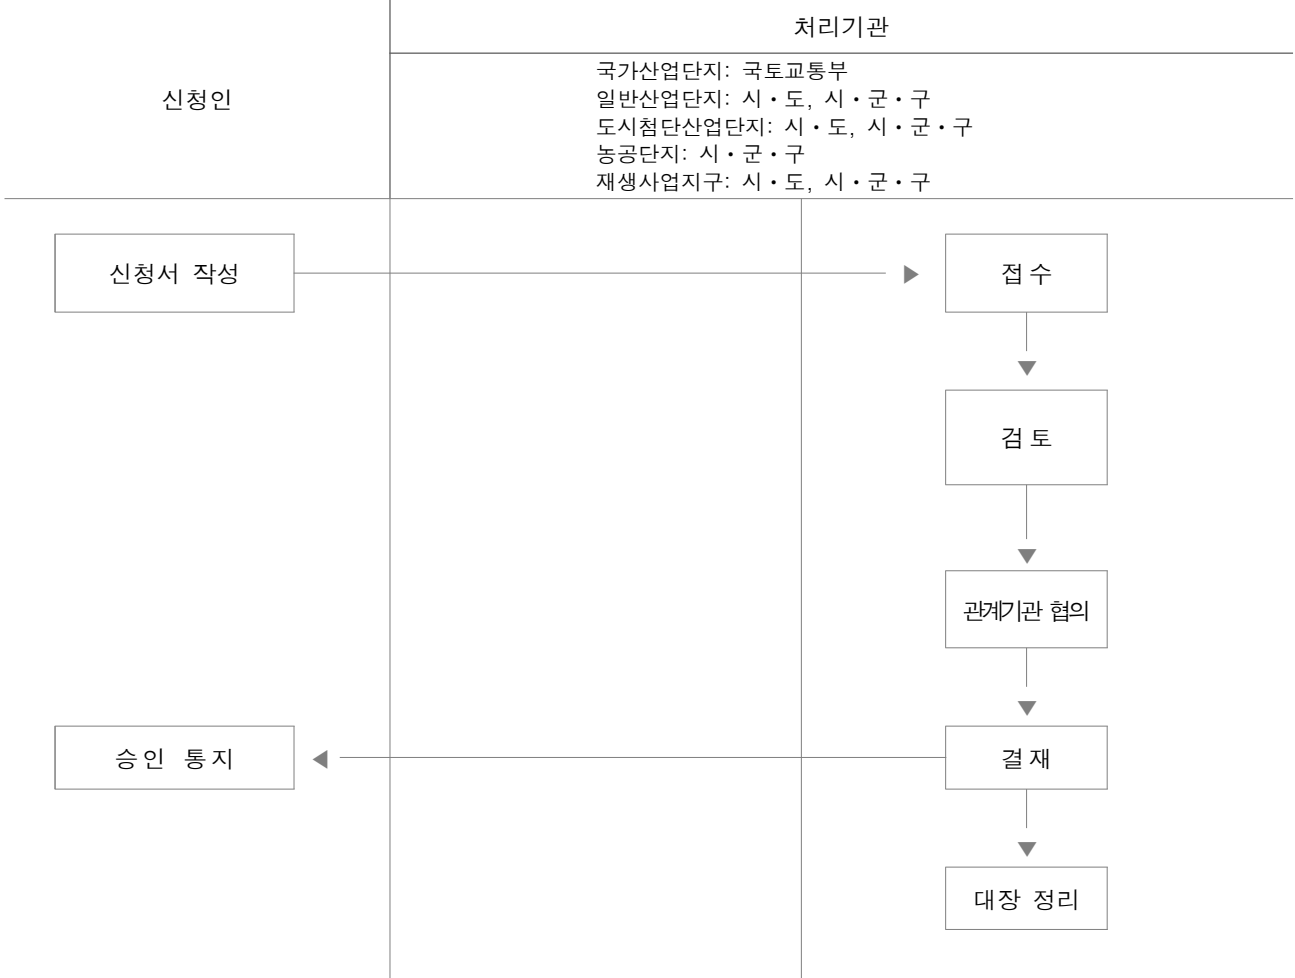 처리기관
신청인
국가산업단지: 국토교통부
일반산업단지: 시・도, 시・군・구
도시첨단산업단지: 시・도, 시・군・구
농공단지: 시・군・구
재생사업지구: 시・도, 시・군・구
신청서 작성
접 수
검 토
관계기관 협의
승인 통지
결 재
대장 정리